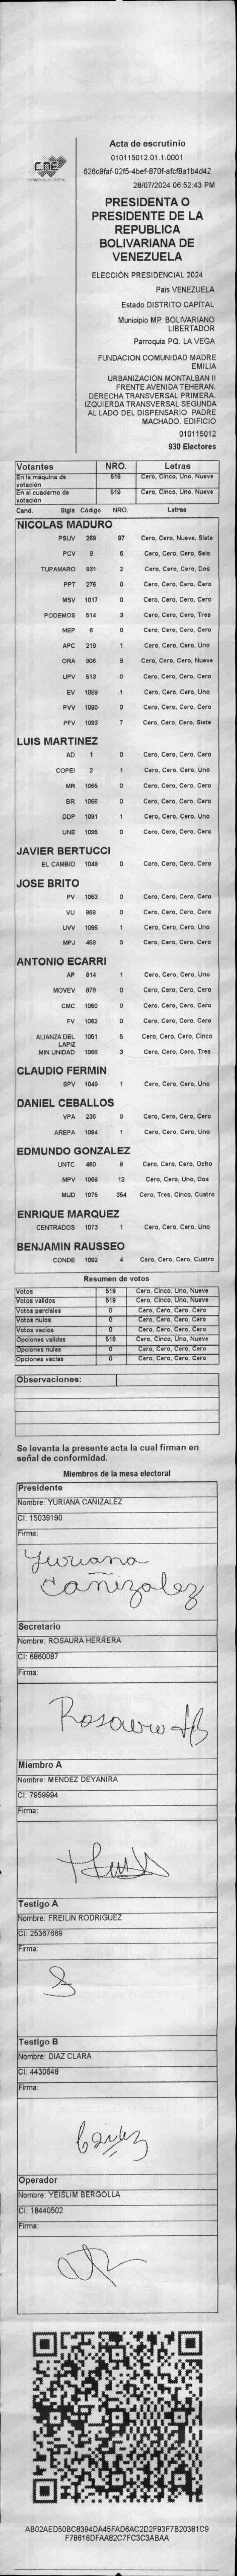 CNE
Acta de escrutinio
010115012.01.1.0001
626c9faf-02f5-4bef-870f-afcf8a1b4d42
28/07/2024 06:52:43 PM
PRESIDENTA O
PRESIDENTE DE LA
REPUBLICA
BOLIVARIANA DE
VENEZUELA
ELECCIÓN PRESIDENCIAL 2024
Pais VENEZUELA
Estado DISTRITO CAPITAL
Municipio MP. BOLIVARIANO
LIBERTADOR
Parroquia PQ. LA VEGA
FUNDACION COMUNIDAD MADRE
EMILIA
URBANIZACION MONTALBAN II
FRENTE AVENIDA TEHERAN.
DERECHA TRANSVERSAL PRIMERA.
IZQUIERDA TRANSVERSAL SEGUNDA
AL LADO DEL DISPENSARIO PADRE
MACHADO. EDIFICIO
010115012
930 Electores
Votantes NRO. Letras
En la máquina de votación 519 Cero, Cinco, Uno, Nueve
En el cuaderno de votación 519 Cero, Cinco, Uno, Nueve
Cand. Sigla Código NRO. Letras
NICOLAS MADURO
PSUV 269 97 Cero, Cero, Nueve, Siete
PCV 9 6 Cero, Cero, Cero, Seis
TUPAMARO 931 2 Cero, Cero, Cero, Dos
PPT 276 0 Cero, Cero, Cero, Cero
MSV 1017 0 Cero, Cero, Cero, Cero
PODEMOS 514 3 Cero, Cero, Cero, Tres
MEP 6 0 Cero, Cero, Cero, Cero
APC 219 1 Cero, Cero, Cero, Uno
ORA 906 9 Cero, Cero, Cero, Nueve
UPV 513 0 Cero, Cero, Cero, Cero
EV 1089 1 Cero, Cero, Cero, Uno
PVV 1090 0 Cero, Cero, Cero, Cero
PFV 1093 7 Cero, Cero, Cero, Siete
LUIS MARTINEZ
AD 1 0 Cero, Cero, Cero, Cero
COPEI 2 1 Cero, Cero, Cero, Uno
MR 1065 0 Cero, Cero, Cero, Cero
BR 1066 0 Cero, Cero, Cero, Cero
DDP 1091 1 Cero, Cero, Cero, Uno
UNE 1095 0 Cero, Cero, Cero, Cero
JAVIER BERTUCCI
EL CAMBIO 1048 0 Cero, Cero, Cero, Cero
JOSE BRITO
PV 1053 0 Cero, Cero, Cero, Cero
VU 968 0 Cero, Cero, Cero, Cero
UVV 1096 1 Cero, Cero, Cero, Uno
MPJ 458 0 Cero, Cero, Cero, Cero
ANTONIO ECARRI
AP 814 1 Cero, Cero, Cero, Uno
MOVEV 878 0 Cero, Cero, Cero, Cero
CMC 1050 0 Cero, Cero, Cero, Cero
FV 1062 0 Cero, Cero, Cero, Cero
ALIANZA DEL LAPIZ 1051 5 Cero, Cero, Cero, Cinco
MIN UNIDAD 1068 3 Cero, Cero, Cero, Tres
CLAUDIO FERMIN
SPV 1049 1 Cero, Cero, Cero, Uno
DANIEL CEBALLOS
VPA 236 0 Cero, Cero, Cero, Cero
AREPA 1094 1 Cero, Cero, Cero, Uno
EDMUNDO GONZALEZ
UNTC 460 8 Cero, Cero, Cero, Ocho
MPV 1069 12 Cero, Cero, Uno, Dos
MUD 1075 354 Cero, Tres, Cinco, Cuatro
ENRIQUE MARQUEZ
CENTRADOS 1073 1 Cero, Cero, Cero, Uno
BENJAMIN RAUSSEO
CONDE 1092 4 Cero, Cero, Cero, Cuatro
Resumen de votos
Votos 519 Cero, Cinco, Uno, Nueve
Votos válidos 519 Cero, Cinco, Uno, Nueve
Votos parciales 0 Cero, Cero, Cero, Cero
Votos nulos 0 Cero, Cero, Cero, Cero
Votos vacíos 0 Cero, Cero, Cero, Cero
Opciones válidas 519 Cero, Cinco, Uno, Nueve
Opciones nulas 0 Cero, Cero, Cero, Cero
Opciones vacías 0 Cero, Cero, Cero, Cero
Observaciones:
Se levanta la presente acta la cual firman en
señal de conformidad.
Miembros de la mesa electoral
Presidente
Nombre: YURIANA CAÑIZALEZ
CI: 15039190
Firma:
Yuriana
Cañizalez
Secretario
Nombre: ROSAURA HERRERA
CI: 6860087
Firma:
Miembro A
Nombre: MENDEZ DEYANIRA
CI: 7959994
Firma:
Testigo A
Nombre: FREILIN RODRIGUEZ
CI: 25367669
Firma:
Testigo B
Nombre: DIAZ CLARA
CI: 4430648
Firma:
Operador
Nombre: YEISLIM BERGOLLA
CI: 18440502
Firma:
AB02AED50BC8394DA45FAD6AC2D2F93F7B20381C9
F78616DFAA82C7FC3C3ABAA